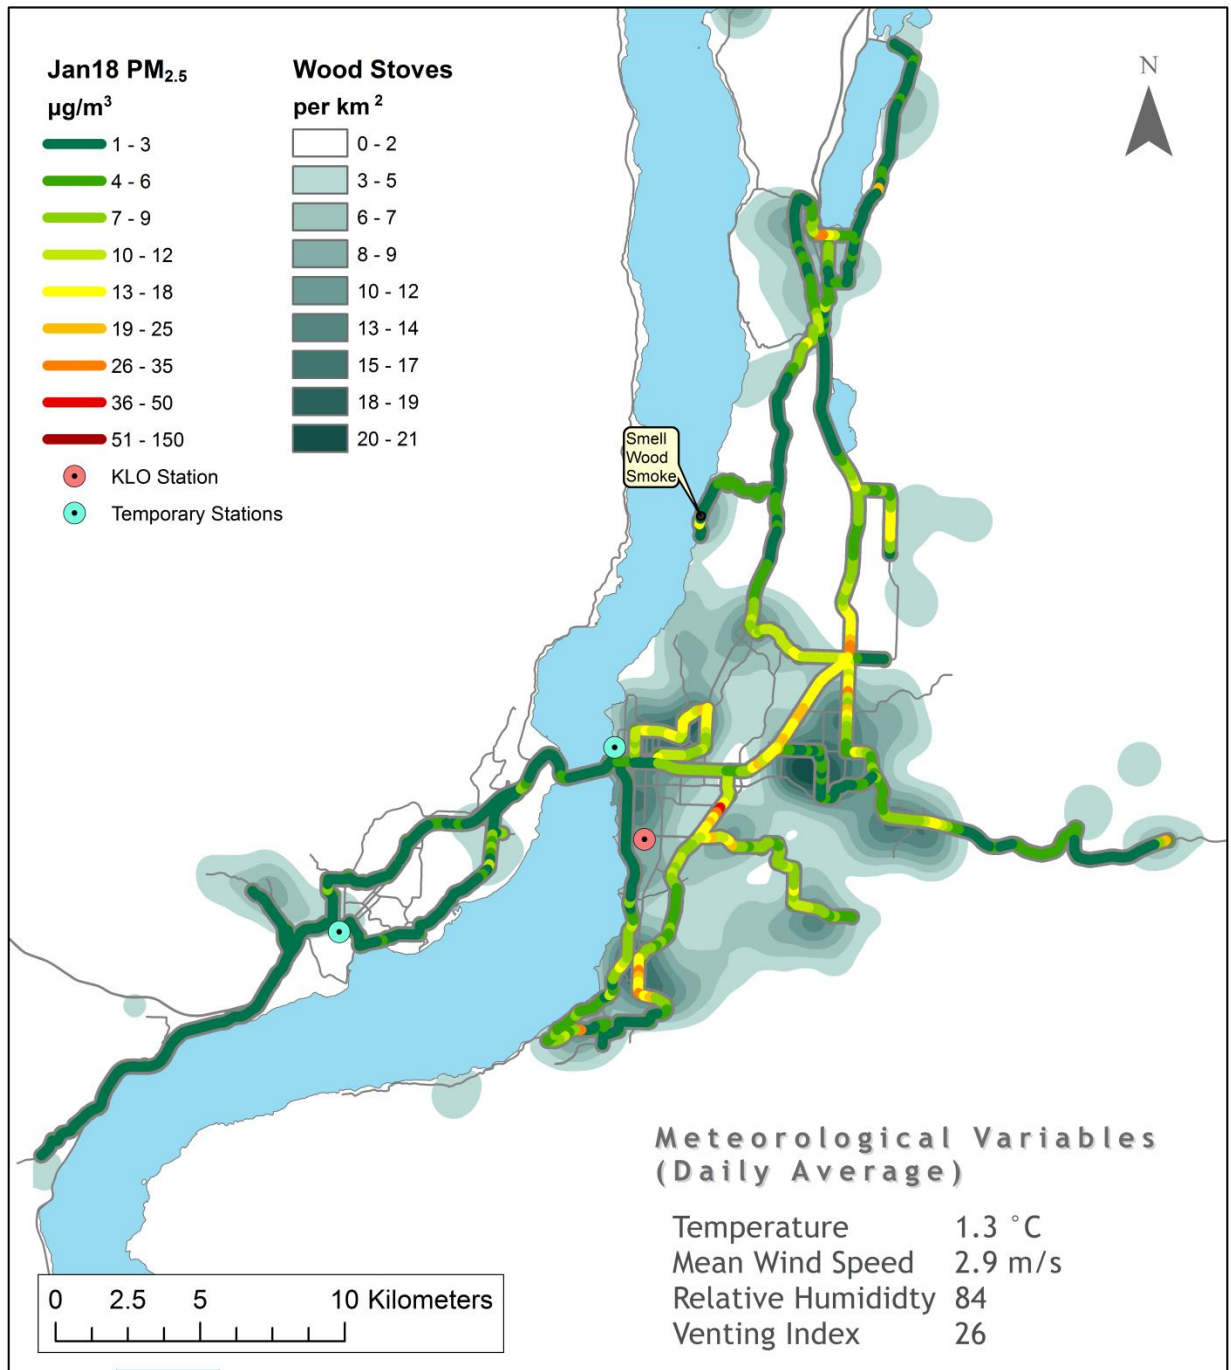 Jan18 PM2.5
µg/m³
1 - 3
4 - 6
7 - 9
10 - 12
13 - 18
19 - 25
26 - 35
36 - 50
51 - 150
KLO Station
Temporary Stations
Wood Stoves
per km ²
0 - 2
3 - 5
6 - 7
8 - 9
10 - 12
13 - 14
15 - 17
18 - 19
20 - 21
N
Smell
Wood
Smoke
Meteorological Variables
(Daily Average)
Temperature 1.3 °C
Mean Wind Speed 2.9 m/s
Relative Humididty 84
Venting Index 26
0 2.5 5 10 Kilometers